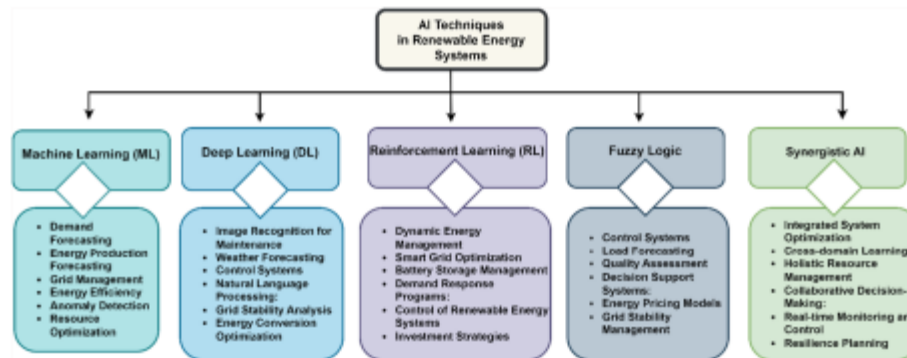 AI Techniques
in Renewable Energy
Systems
Machine Learning (ML)
Demand
Forecasting
Energy Production
Forecasting
Grid Management
Energy Efficiency
Anomaly Detection
Resource
Optimization
Deep Learning (DL)
Image Recognition for
Maintenance
Weather Forecasting
Control Systems
Natural Language
Processing:
Grid Stability Analysis
Energy Conversion
Optimization
Reinforcement Learning (RL)
Dynamic Energy
Management
Smart Grid Optimization
Battery Storage Management
Demand Response
Programs:
Control of Renewable Energy
Systems
Investment Strategies
Fuzzy Logic
Control Systems
Load Forecasting
Quality Assessment
Decision Support
Systems:
Energy Pricing Models
Grid Stability
Management
Synergistic AI
Integrated System
Optimization
Cross-domain Learning
Holistic Resource
Management
Collaborative Decision-
Making:
Real-time Monitoring an
Control
Resilience Planning